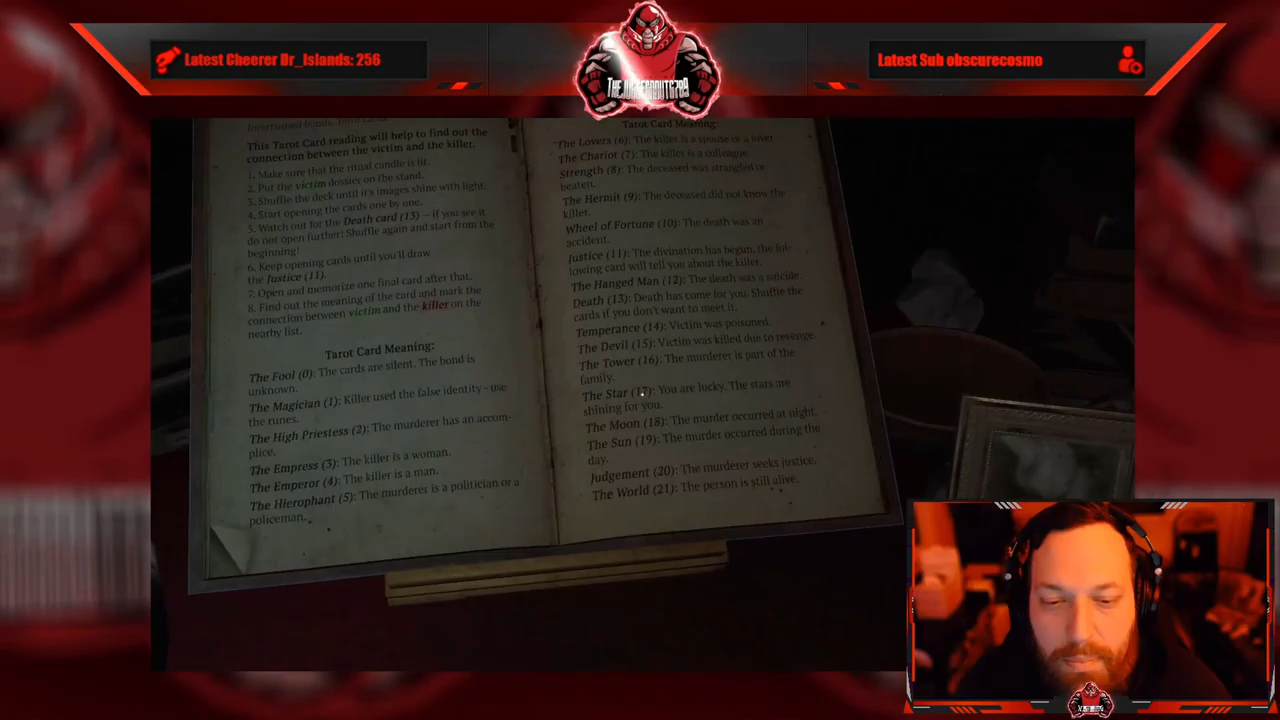 Latest Cheerer Dr_Islands: 256
Latest Sub obscurecosmo
THEJUGGERNAUT6789
This Tarot Card reading will help to find out the
connection between the victim and the killer.
1. Make sure that the ritual candle is lit.
2. Put the victim dossier on the stand.
3. Shuffle the deck until it's images shine with light.
4. Start opening the cards one by one.
5. Watch out for the Death card (13) – if you see it
do not open further! Shuffle again and start from the
beginning!
6. Keep opening cards until you'll draw
the Justice (11).
7. Open and memorize one final card after that.
8. Find out the meaning of the card and mark the
connection between victim and the killer on the
nearby list.
Tarot Card Meaning:
The Fool (0): The cards are silent. The bond is
unknown.
The Magician (1): Killer used the false identity - use
the runes.
The High Priestess (2): The murderer has an accom-
plice.
The Empress (3): The killer is a woman.
The Emperor (4): The killer is a man.
The Hierophant (5): The murderer is a politician or a
policeman.
Tarot Card Meaning:
The Lovers (6): The killer is a spouse or a lover
The Chariot (7): The killer is a colleague.
Strength (8): The deceased was strangled or
beaten.
The Hermit (9): The deceased did not know the
killer.
Wheel of Fortune (10): The death was an
accident.
Justice (11): The divination has begun, the fol-
lowing card will tell you about the killer.
The Hanged Man (12): The death was a suicide.
Death (13): Death has come for you. Shuffle the
cards if you don't want to meet it.
Temperance (14): Victim was poisoned.
The Devil (15): Victim was killed due to revenge.
The Tower (16): The murderer is part of the
family.
The Star (17): You are lucky. The stars are
shining for you.
The Moon (18): The murder occurred at night.
The Sun (19): The murder occurred during the
day.
Judgement (20): The murderer seeks justice.
The World (21): The person is still alive.